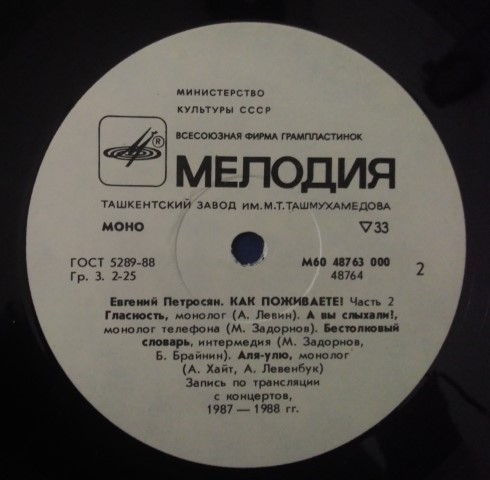 МИНИСТЕРСТВО
КУЛЬТУРЫ СССР
ВСЕСОЮЗНАЯ ФИРМА ГРАМПЛАСТИНОК
®
МЕЛОДИЯ
ТАШКЕНТСКИЙ ЗАВОД ИМ.М.Т.ТАШМУХАМЕДОВА
МОНО ▽33
ГОСТ 5289-88 М60 48763 000
Гр. 3. 2-25 48764 2
Евгений Петросян. КАК ПОЖИВАЕТЕ? Часть 2
Гласность, монолог (А. Левин). А вы слыхали!,
монолог телефона (М. Задорнов). Бестолковый
словарь, интермедия (М. Задорнов,
Б. Брайнин). Аля-улю, монолог
(А. Хайт, А. Левенбук)
Запись по трансляции
с концертов,
1987 — 1988 гг.